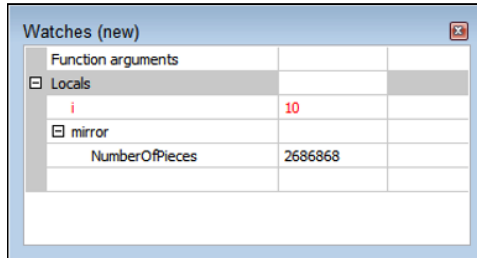 Watches (new)
Function arguments
Locals
i 10
mirror
NumberOfPieces 2686868